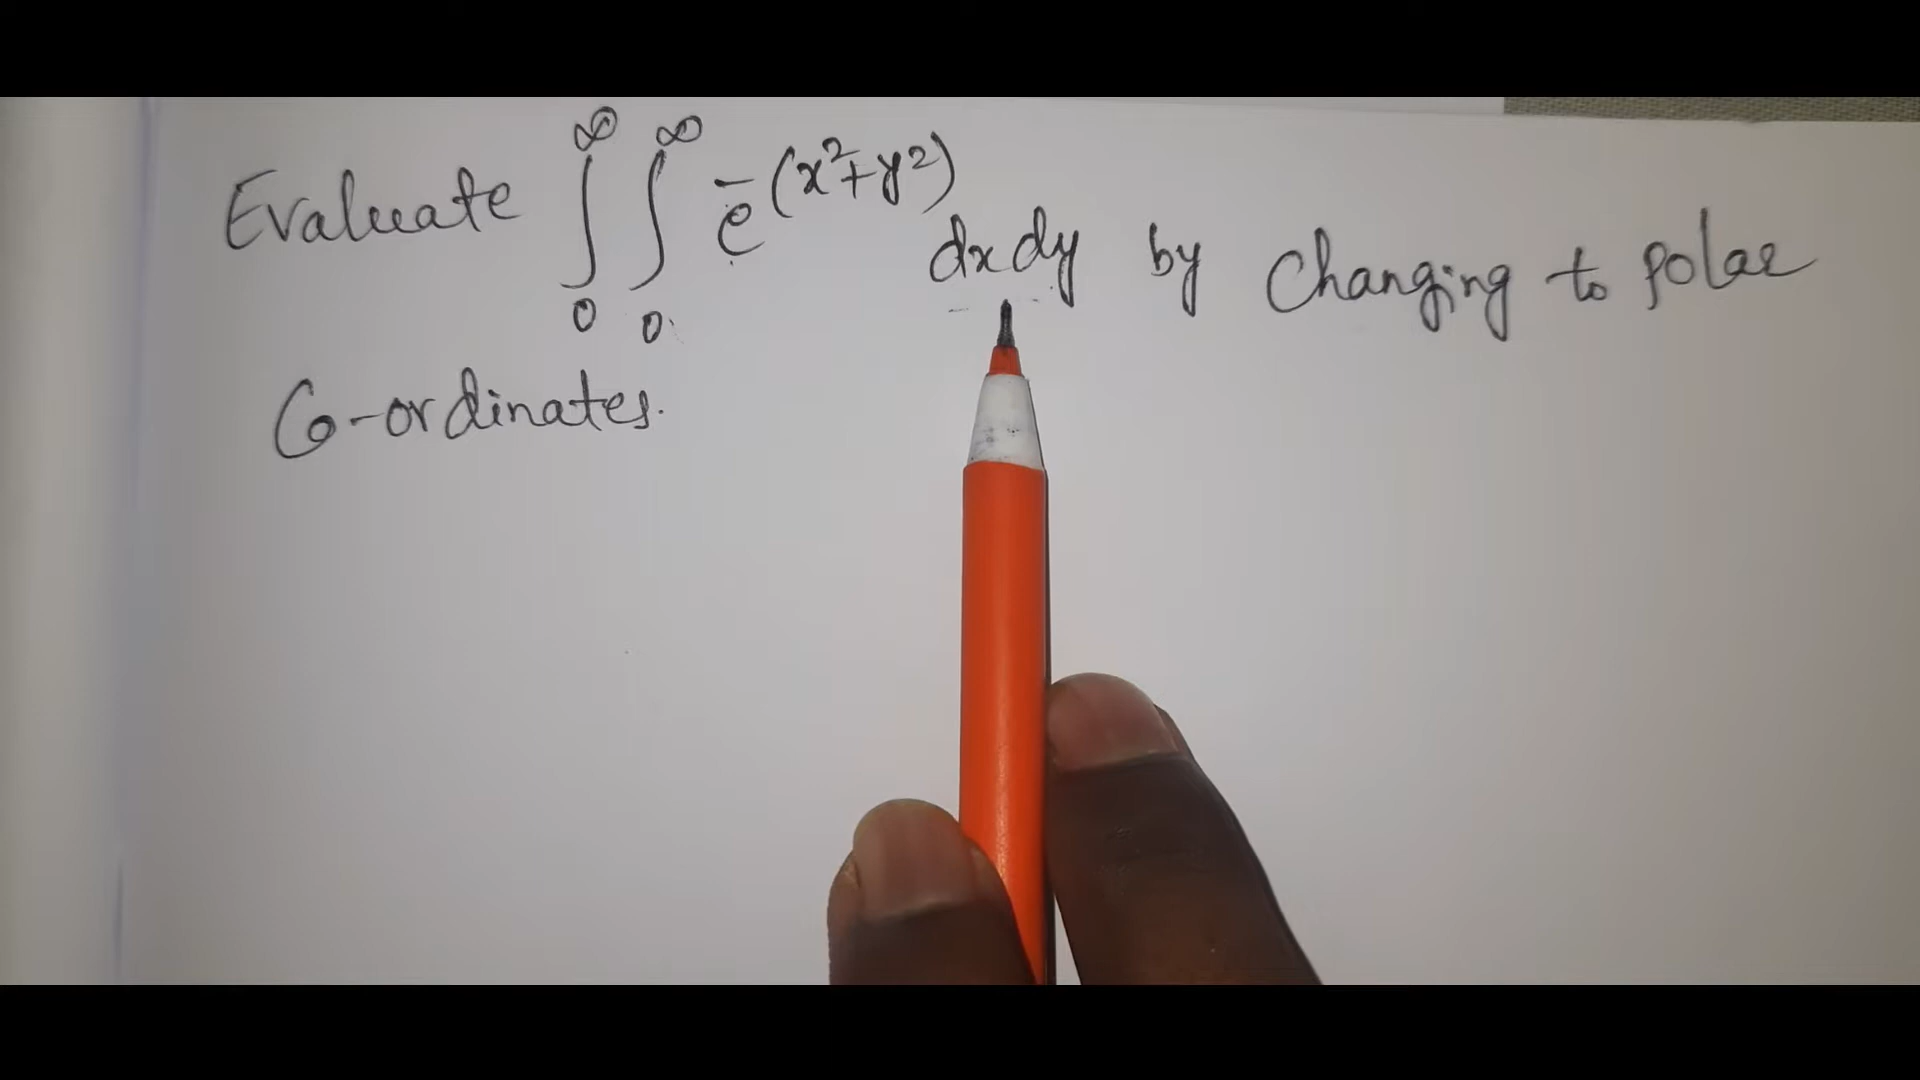 Evaluate ∫₀^∞ ∫₀^∞ e^-(x²+y²) dx dy by Changing to polar
Co-ordinates.